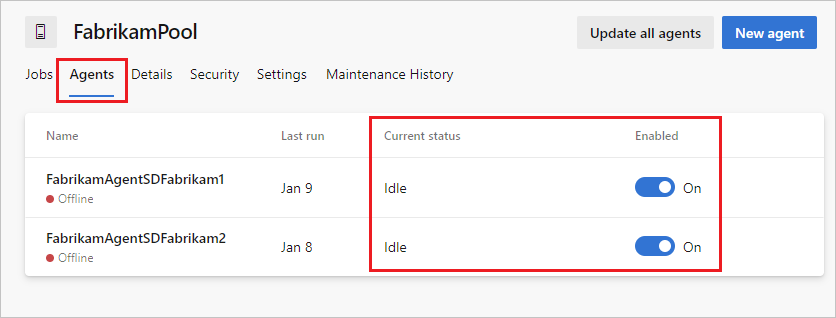 FabrikamPool
Update all agents
New agent
Jobs Agents Details Security Settings Maintenance History
Name Last run Current status Enabled
FabrikamAgentSDFabrikam1
Offline
Jan 9 Idle On
FabrikamAgentSDFabrikam2
Offline
Jan 8 Idle On